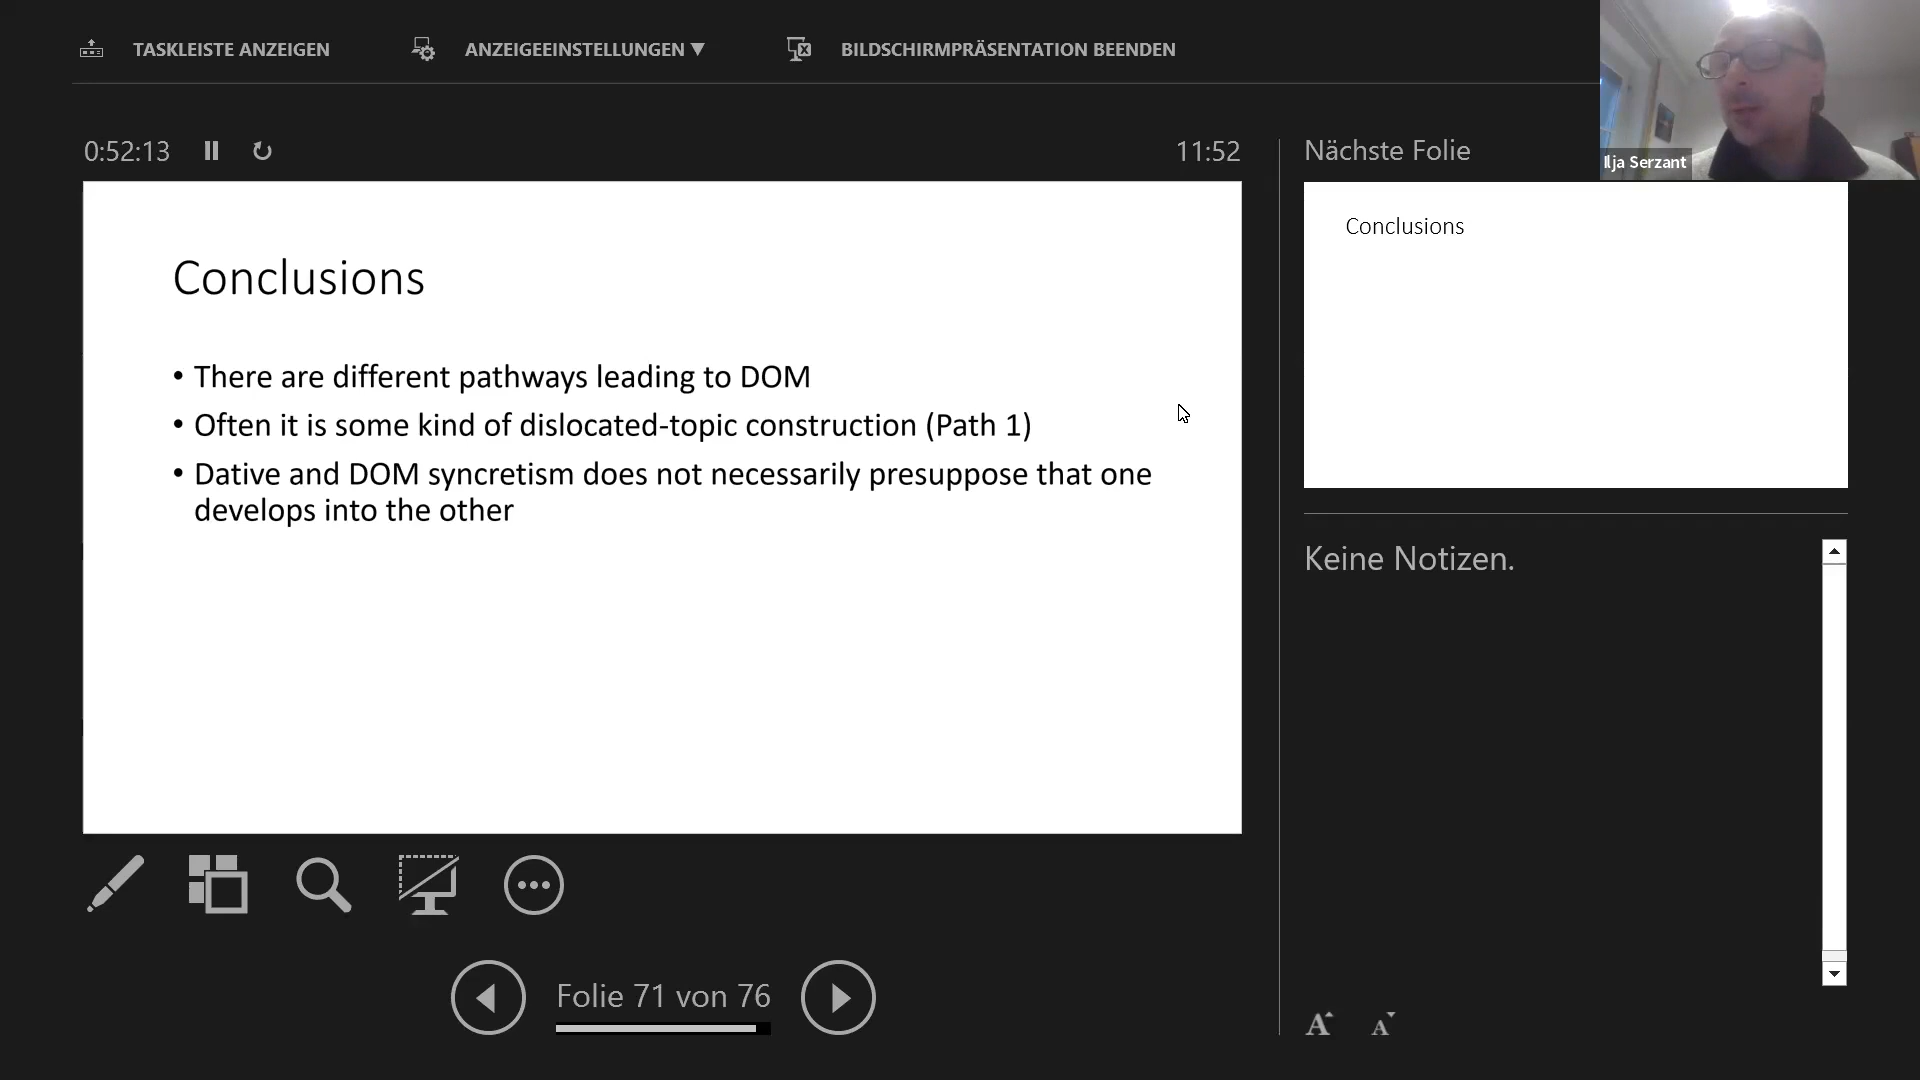 TASKLEISTE ANZEIGEN
ANZEIGEEINSTELLUNGEN ▼
BILDSCHIRMPRÄSENTATION BEENDEN
Ilja Serzant
0:52:13
11:52
Conclusions
• There are different pathways leading to DOM
• Often it is some kind of dislocated-topic construction (Path 1)
• Dative and DOM syncretism does not necessarily presuppose that one
develops into the other
Folie 71 von 76
Nächste Folie
Conclusions
Keine Notizen.
A A